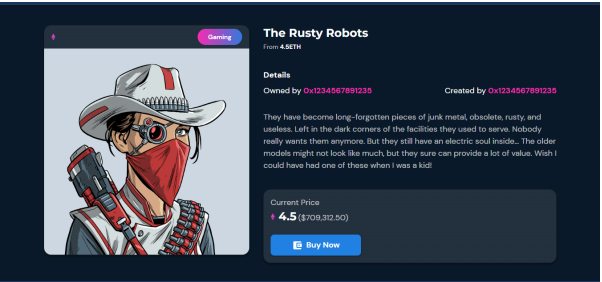 Gaming
The Rusty Robots
From 4.5ETH
Details
Owned by 0x1234567891235
Created by 0x1234567891235
They have become long-forgotten pieces of junk metal, obsolete, rusty, and
useless. Left in the dark corners of the facilities they used to serve. Nobody
really wants them anymore. But they still have an electric soul inside... The older
models might not look like much, but they sure can provide a lot of value. Wish I
could have had one of these when I was a kid!
Current Price
4.5 ($709,312.50)
Buy Now